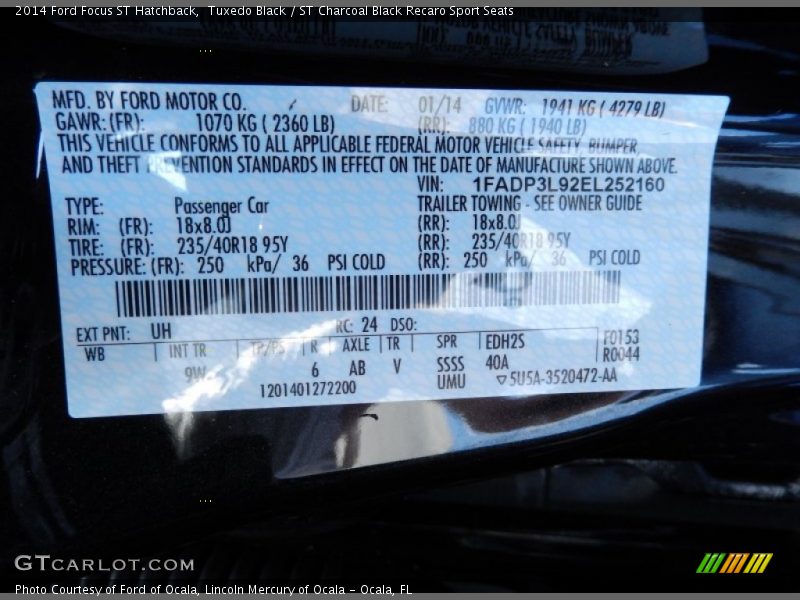 2014 Ford Focus ST Hatchback, Tuxedo Black / ST Charcoal Black Recaro Sport Seats
MFD. BY FORD MOTOR CO. DATE: 01/14 GVWR: 1941 KG ( 4279 LB)
GAWR: (FR): 1070 KG ( 2360 LB) (RR): 880 KG ( 1940 LB)
THIS VEHICLE CONFORMS TO ALL APPLICABLE FEDERAL MOTOR VEHICLE SAFETY, BUMPER,
AND THEFT PREVENTION STANDARDS IN EFFECT ON THE DATE OF MANUFACTURE SHOWN ABOVE.
VIN: 1FADP3L92EL252160
TYPE: Passenger Car TRAILER TOWING - SEE OWNER GUIDE
RIM: (FR): 18x8.0J (RR): 18x8.0J
TIRE: (FR): 235/40R18 95Y (RR): 235/40R18 95Y
PRESSURE: (FR): 250 kPa/ 36 PSI COLD (RR): 250 kPa/ 36 PSI COLD
EXT PNT: UH RC: 24 DSO:
WB INT TR TP/PS R AXLE TR SPR EDH2S F0153
9W 6 AB V SSSS 40A R0044
1201401272200 UMU ▽5U5A-3520472-AA
GTCARLOT.COM
Photo Courtesy of Ford of Ocala, Lincoln Mercury of Ocala - Ocala, FL